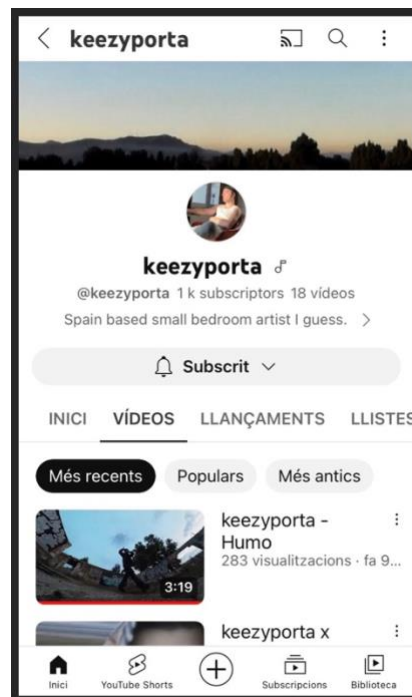 keezyporta
keezyporta
@keezyporta 1 k subscriptors 18 vídeos
Spain based small bedroom artist I guess.
Subscrit
INICI VÍDEOS LLANÇAMENTS LLISTES
Més recents Populars Més antics
keezyporta -
Humo
283 visualitzacions · fa 9...
3:19
keezyporta x
Inici YouTube Shorts Subscripcions Biblioteca